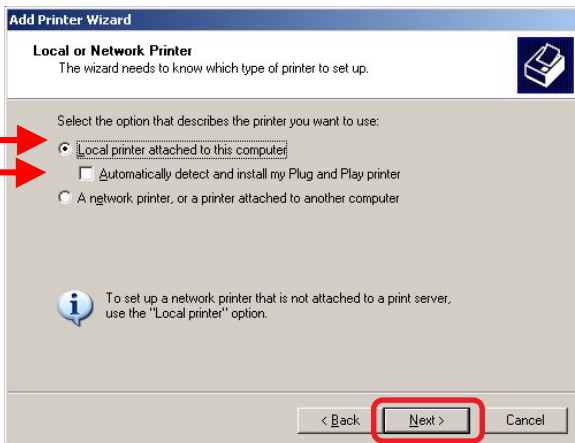 Add Printer Wizard
Local or Network Printer
The wizard needs to know which type of printer to set up.
Select the option that describes the printer you want to use:
Local printer attached to this computer
Automatically detect and install my Plug and Play printer
A network printer, or a printer attached to another computer
To set up a network printer that is not attached to a print server,
use the "Local printer" option.
< Back Next > Cancel